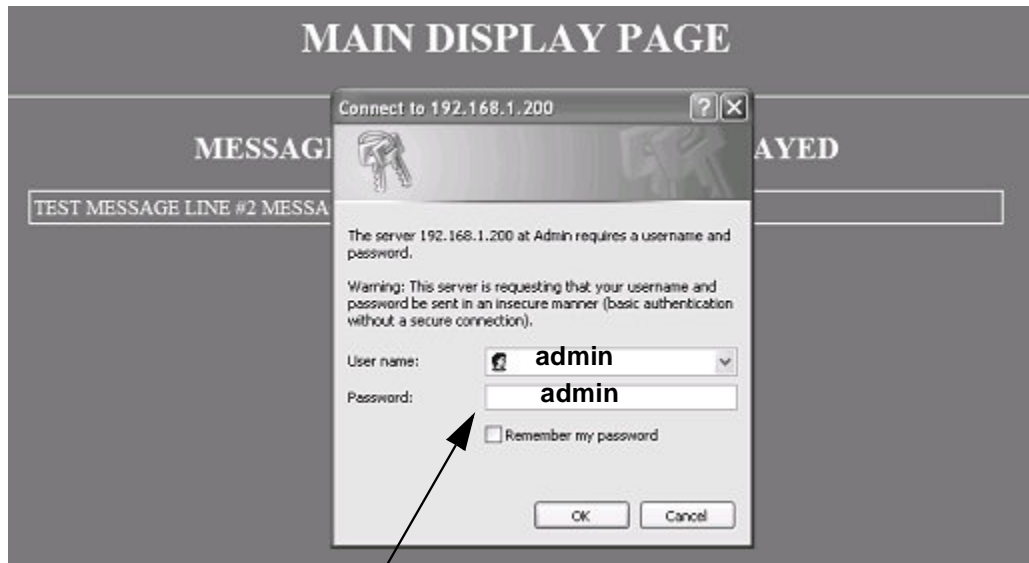 MAIN DISPLAY PAGE
Connect to 192.168.1.200
MESSAGE AYED
TEST MESSAGE LINE #2 MESSA
The server 192.168.1.200 at Admin requires a username and
password.
Warning: This server is requesting that your username and
password be sent in an insecure manner (basic authentication
without a secure connection).
User name: admin
Password: admin
Remember my password
OK Cancel